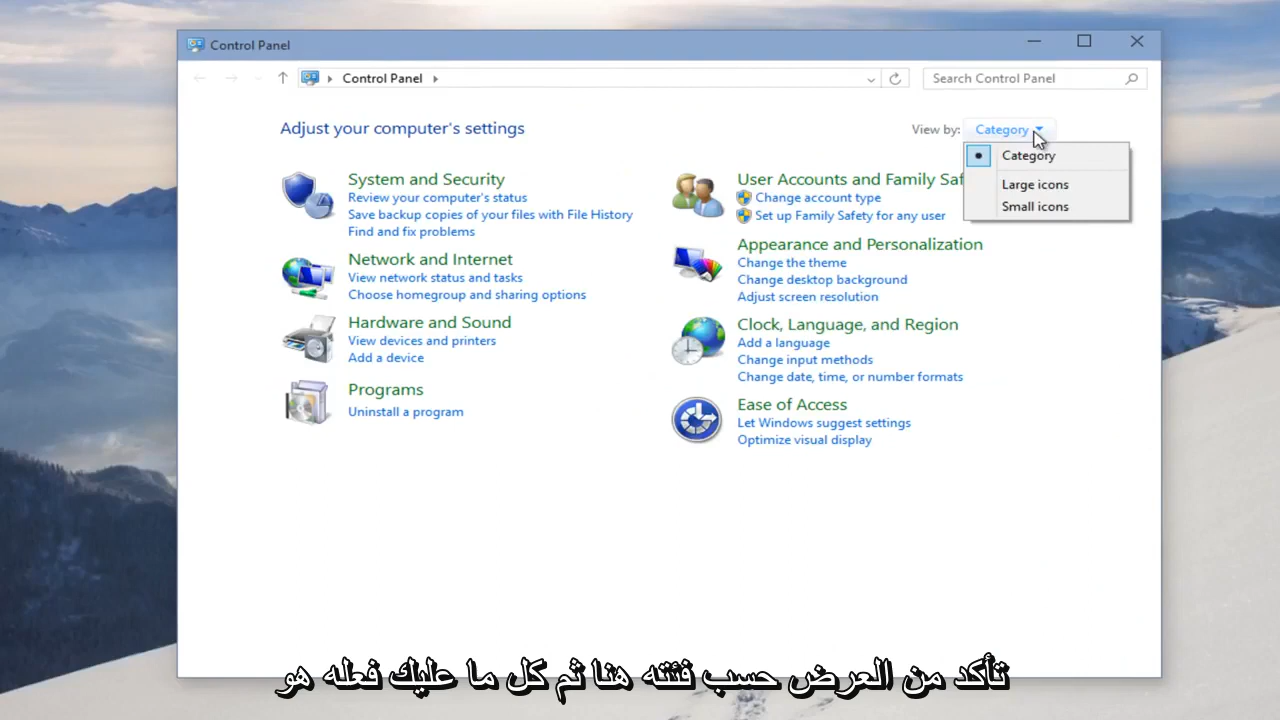 Control Panel
Control Panel
Search Control Panel
Adjust your computer's settings
View by: Category
Category
Large icons
Small icons
System and Security
Review your computer's status
Save backup copies of your files with File History
Find and fix problems
Network and Internet
View network status and tasks
Choose homegroup and sharing options
Hardware and Sound
View devices and printers
Add a device
Programs
Uninstall a program
User Accounts and Family Saf
Change account type
Set up Family Safety for any user
Appearance and Personalization
Change the theme
Change desktop background
Adjust screen resolution
Clock, Language, and Region
Add a language
Change input methods
Change date, time, or number formats
Ease of Access
Let Windows suggest settings
Optimize visual display
تأكد من العرض حسب فئته هنا ثم كل ما عليك فعله هو